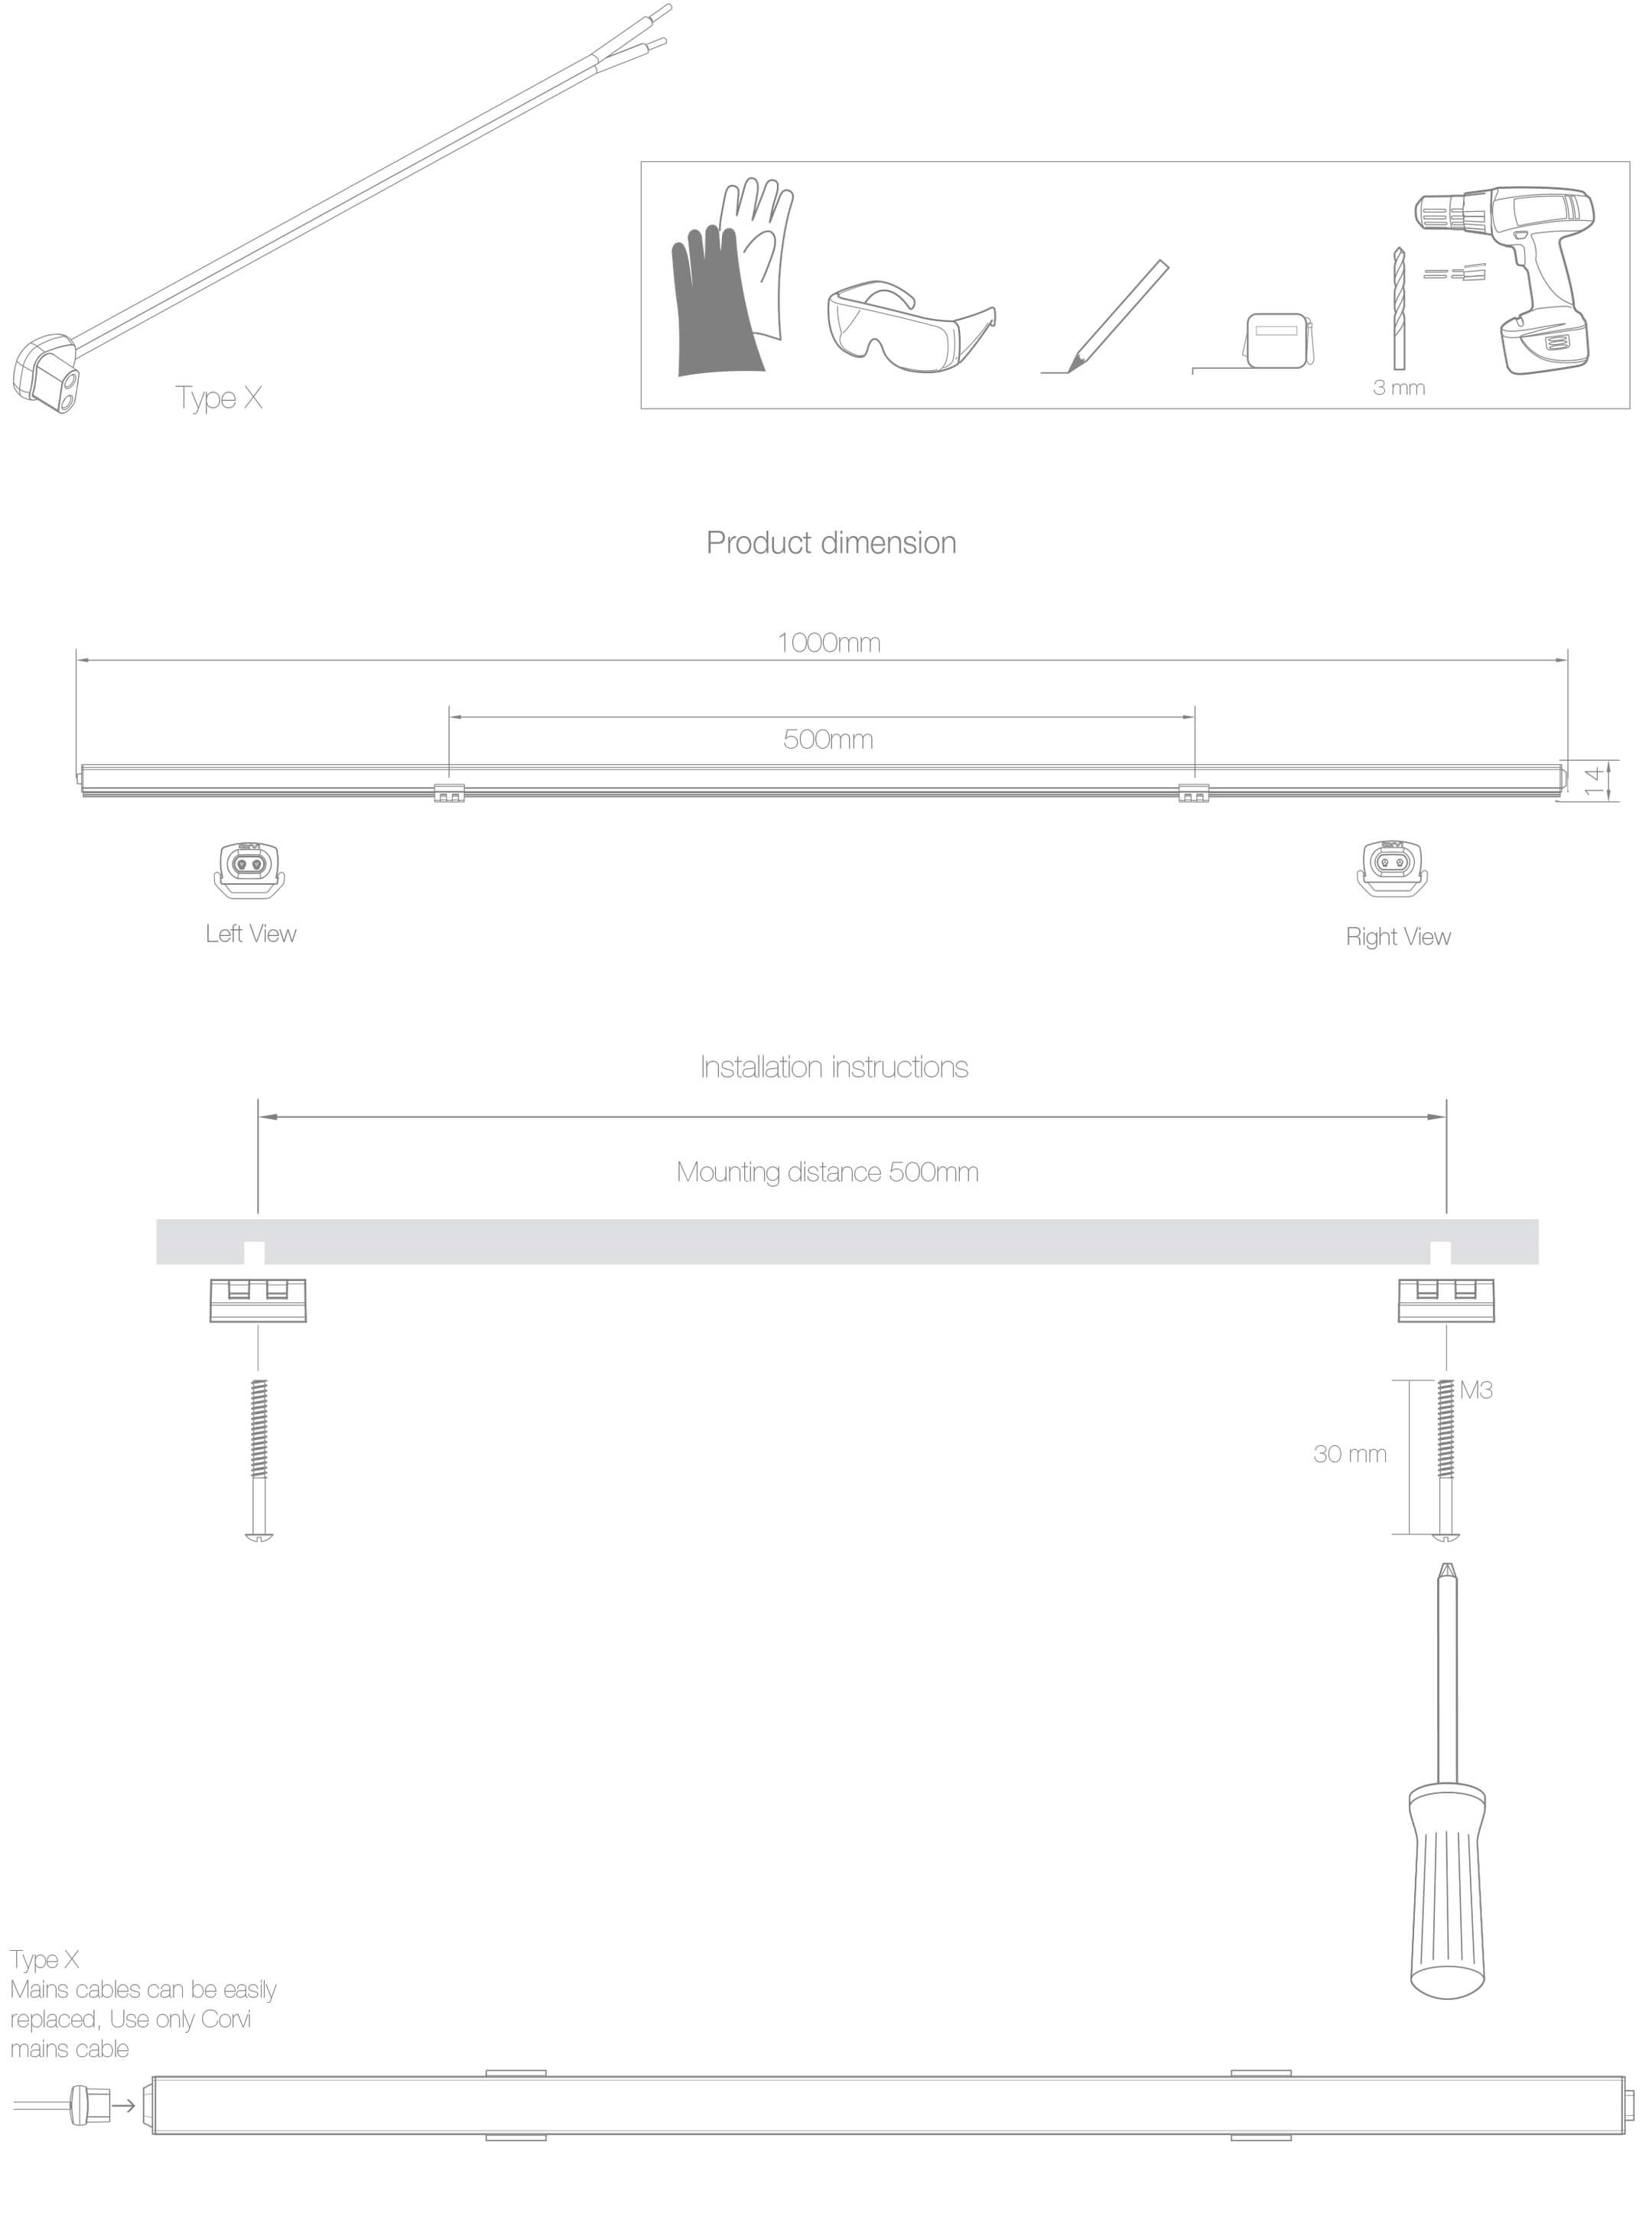 Type X
3 mm
Product dimension
1000mm
500mm
14
Left View
Right View
Installation instructions
Mounting distance 500mm
M3
30 mm
Type X
Mains cables can be easily
replaced, Use only Corvi
mains cable